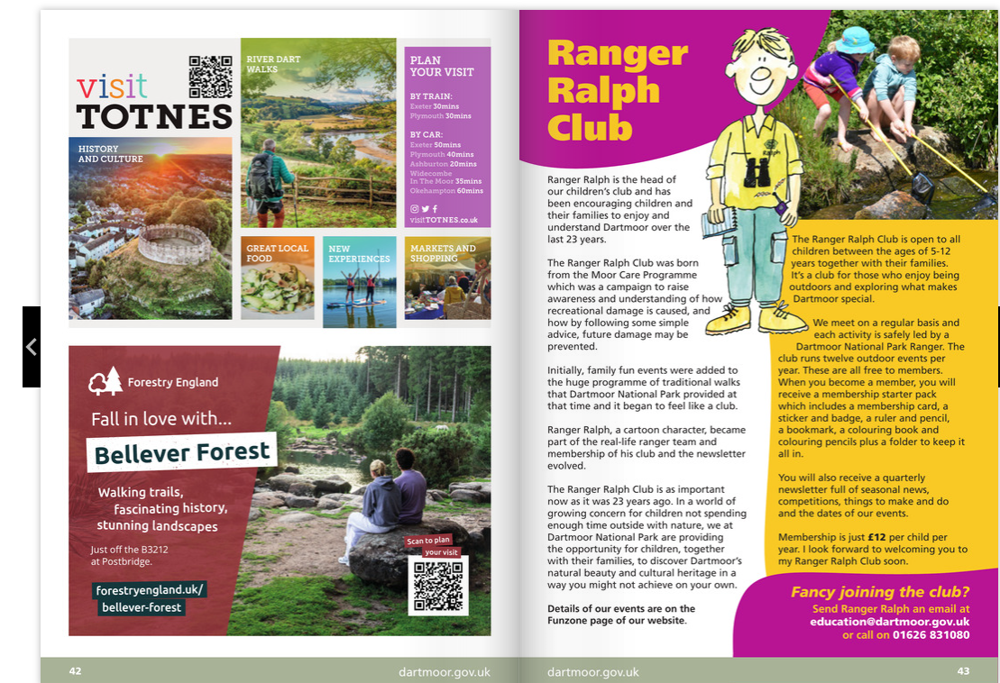 visit
TOTNES
HISTORY
AND CULTURE
RIVER DART
WALKS
PLAN
YOUR VISIT
BY TRAIN:
Exeter 30mins
Plymouth 30mins
BY CAR:
Exeter 50mins
Plymouth 40mins
Ashburton 20mins
Widecombe
In The Moor 35mins
Okehampton 60mins
visitTOTNES.co.uk
GREAT LOCAL
FOOD
NEW
EXPERIENCES
MARKETS AND
SHOPPING
Forestry England
Fall in love with...
Bellever Forest
Walking trails,
fascinating history,
stunning landscapes
Just off the B3212
at Postbridge.
forestryengland.uk/
bellever-forest
Scan to plan
your visit
42
dartmoor.gov.uk
Ranger
Ralph
Club
Ralph
Ranger Ralph is the head of
our children's club and has
been encouraging children and
their families to enjoy and
understand Dartmoor over the
last 23 years.
The Ranger Ralph Club was born
from the Moor Care Programme
which was a campaign to raise
awareness and understanding of how
recreational damage is caused, and
how by following some simple
advice, future damage may be
prevented.
Initially, family fun events were added to
the huge programme of traditional walks
that Dartmoor National Park provided at
that time and it began to feel like a club.
Ranger Ralph, a cartoon character, became
part of the real-life ranger team and
membership of his club and the newsletter
evolved.
The Ranger Ralph Club is as important
now as it was 23 years ago. In a world of
growing concern for children not spending
enough time outside with nature, we at
Dartmoor National Park are providing
the opportunity for children, together
with their families, to discover Dartmoor's
natural beauty and cultural heritage in a
way you might not achieve on your own.
Details of our events are on the
Funzone page of our website.
The Ranger Ralph Club is open to all
children between the ages of 5-12
years together with their families.
It's a club for those who enjoy being
outdoors and exploring what makes
Dartmoor special.
We meet on a regular basis and
each activity is safely led by a
Dartmoor National Park Ranger. The
club runs twelve outdoor events per
year. These are all free to members.
When you become a member, you will
receive a membership starter pack
which includes a membership card, a
sticker and badge, a ruler and pencil,
a bookmark, a colouring book and
colouring pencils plus a folder to keep it
all in.
You will also receive a quarterly
newsletter full of seasonal news,
competitions, things to make and do
and the dates of our events.
Membership is just £12 per child per
year. I look forward to welcoming you to
my Ranger Ralph Club soon.
Fancy joining the club?
Send Ranger Ralph an email at
education@dartmoor.gov.uk
or call on 01626 831080
dartmoor.gov.uk
43